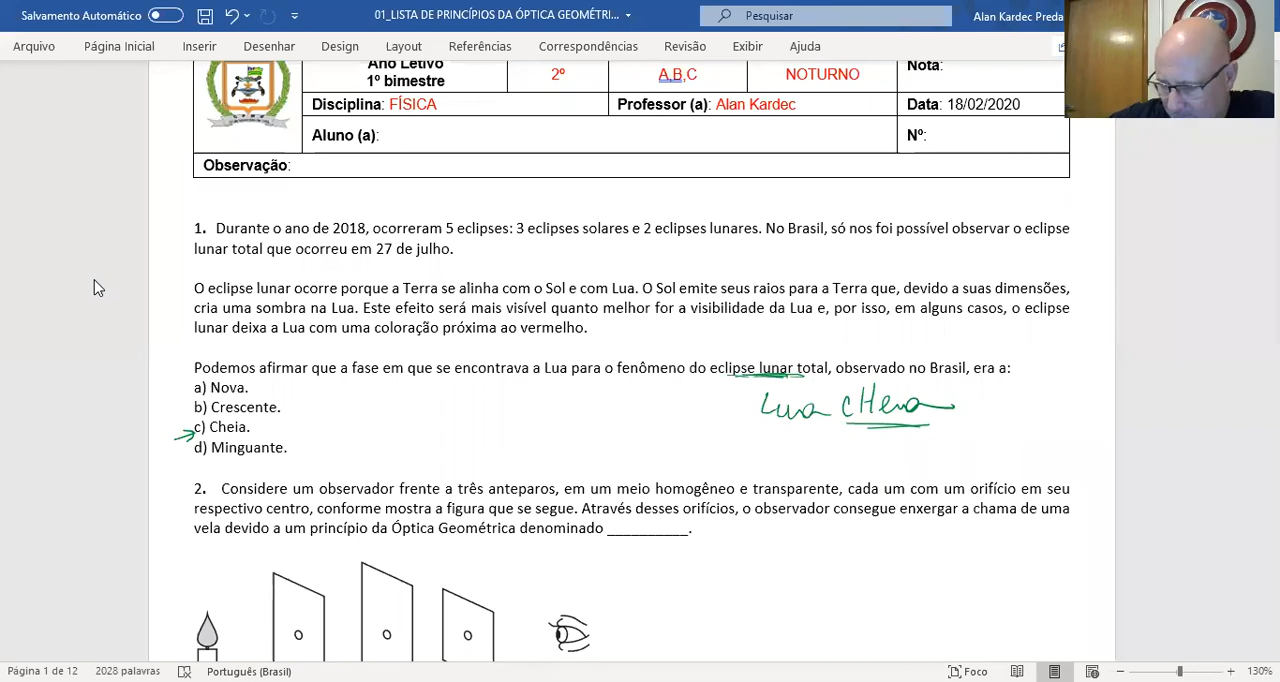 Salvamento Automático
01_LISTA DE PRINCÍPIOS DA ÓPTICA GEOMÉTRI...
Pesquisar
Alan Kardec Preda
Arquivo Página Inicial Inserir Desenhar Design Layout Referências Correspondências Revisão Exibir Ajuda
Ano Letivo
1º bimestre
2º
A,B,C
NOTURNO
Nota:
Disciplina: FÍSICA
Professor (a): Alan Kardec
Data: 18/02/2020
Aluno (a):
Nº:
Observação:
1. Durante o ano de 2018, ocorreram 5 eclipses: 3 eclipses solares e 2 eclipses lunares. No Brasil, só nos foi possível observar o eclipse
lunar total que ocorreu em 27 de julho.
O eclipse lunar ocorre porque a Terra se alinha com o Sol e com Lua. O Sol emite seus raios para a Terra que, devido a suas dimensões,
cria uma sombra na Lua. Este efeito será mais visível quanto melhor for a visibilidade da Lua e, por isso, em alguns casos, o eclipse
lunar deixa a Lua com uma coloração próxima ao vermelho.
Podemos afirmar que a fase em que se encontrava a Lua para o fenômeno do eclipse lunar total, observado no Brasil, era a:
a) Nova.
b) Crescente.
Lua cHeia
c) Cheia.
d) Minguante.
2. Considere um observador frente a três anteparos, em um meio homogêneo e transparente, cada um com um orifício em seu
respectivo centro, conforme mostra a figura que se segue. Através desses orifícios, o observador consegue enxergar a chama de uma
vela devido a um princípio da Óptica Geométrica denominado __________.
Página 1 de 12 2028 palavras Português (Brasil) Foco 130%